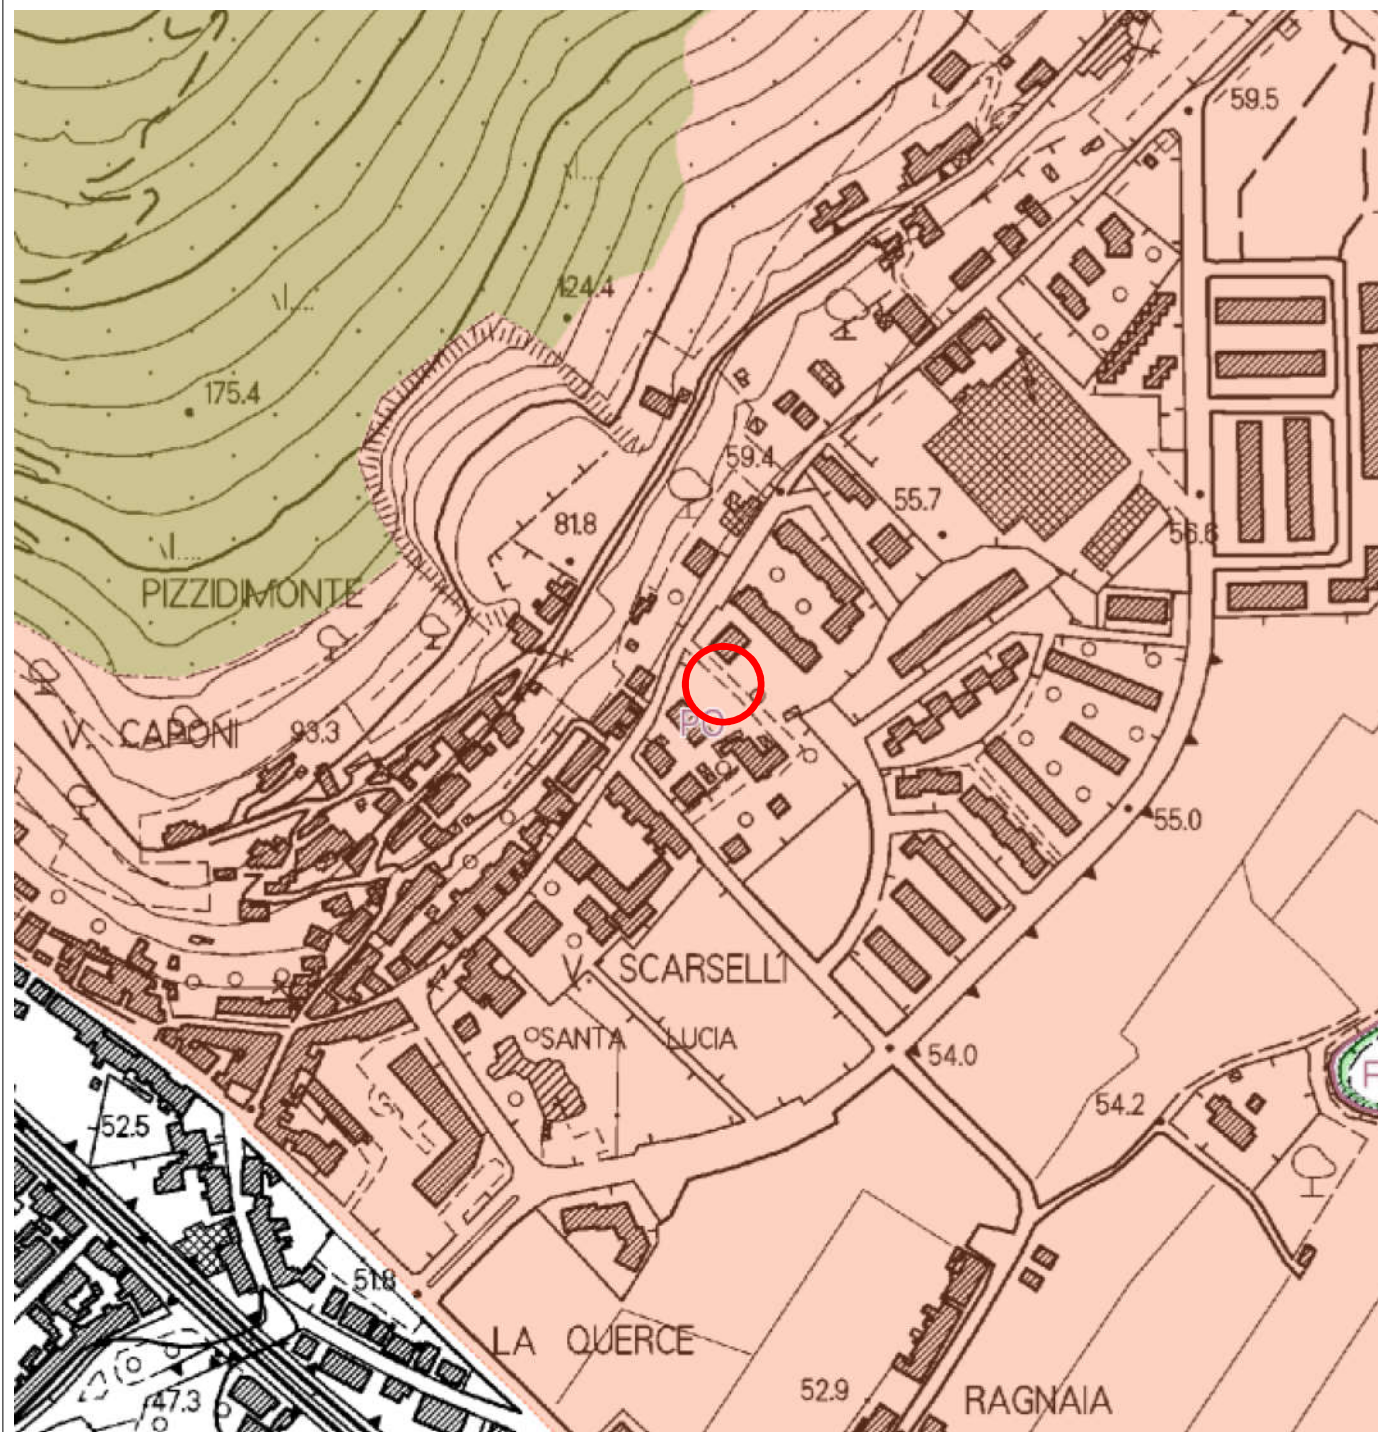 59.5
124.4
175.4
59.4
55.7
81.8
56.6
PIZZIDIMONTE
PO
V. CAPONI
93.3
55.0
V. SCARSELLI
SANTA LUCIA
54.0
54.2
52.5
51.8
LA QUERCE
52.9
RAGNAIA
47.3